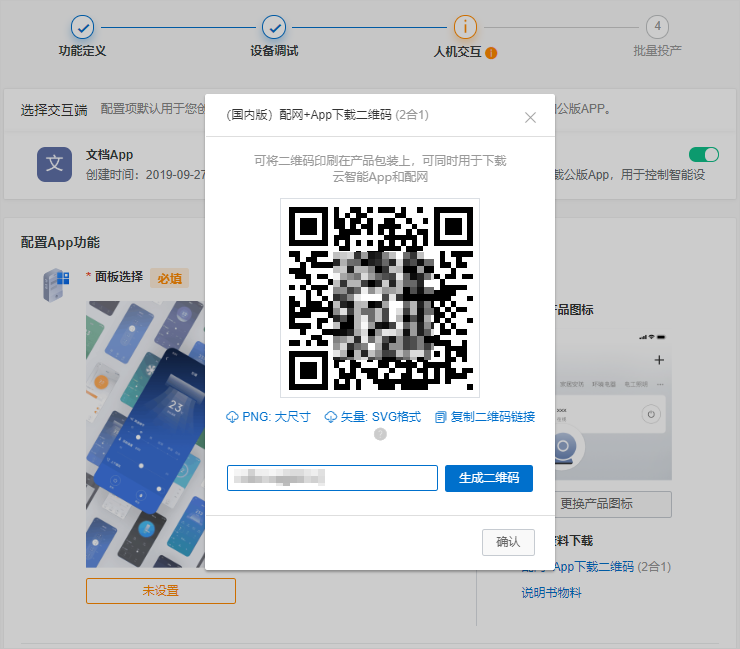 4
功能定义
设备调试
人机交互
批量投产
选择交互端
配置项默认用于您创
公版APP。
文档App
创建时间：2019-09-27
载公版App，用于控制智能设
（国内版）配网+App下载二维码 (2合1)
可将二维码印刷在产品包装上，可同时用于下载
云智能App和配网
PNG: 大尺寸
矢量: SVG格式
复制二维码链接
生成二维码
确认
配置App功能
* 面板选择 必填
23
未设置
产品图标
更换产品图标
料下载
App下载二维码 (2合1)
说明书物料